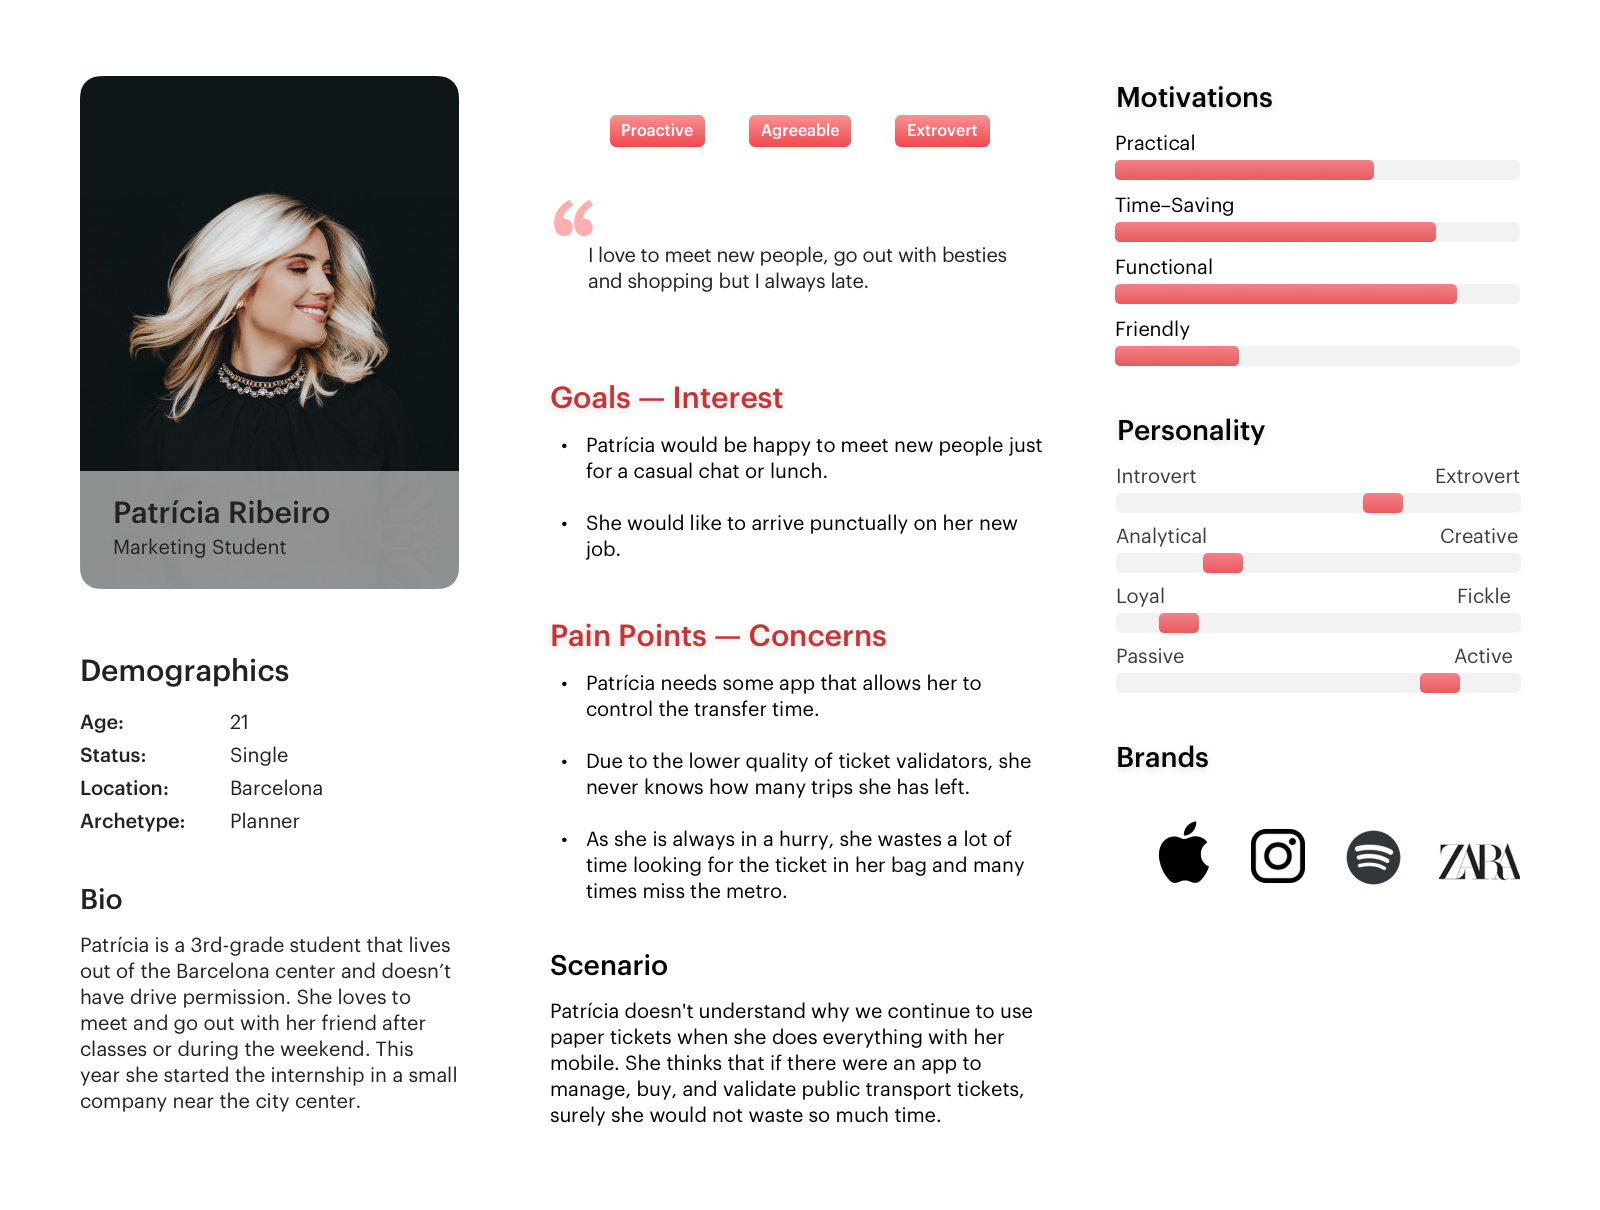 Patrícia Ribeiro
Marketing Student
Demographics
Age: 21
Status: Single
Location: Barcelona
Archetype: Planner
Bio
Patrícia is a 3rd-grade student that lives
out of the Barcelona center and doesn’t
have drive permission. She loves to
meet and go out with her friend after
classes or during the weekend. This
year she started the internship in a small
company near the city center.
Proactive Agreeable Extrovert
“
I love to meet new people, go out with besties
and shopping but I always late.
Goals — Interest
• Patrícia would be happy to meet new people just
for a casual chat or lunch.
• She would like to arrive punctually on her new
job.
Pain Points — Concerns
• Patrícia needs some app that allows her to
control the transfer time.
• Due to the lower quality of ticket validators, she
never knows how many trips she has left.
• As she is always in a hurry, she wastes a lot of
time looking for the ticket in her bag and many
times miss the metro.
Scenario
Patrícia doesn't understand why we continue to use
paper tickets when she does everything with her
mobile. She thinks that if there were an app to
manage, buy, and validate public transport tickets,
surely she would not waste so much time.
Motivations
Practical
Time–Saving
Functional
Friendly
Personality
Introvert Extrovert
Analytical Creative
Loyal Fickle
Passive Active
Brands
ZARA